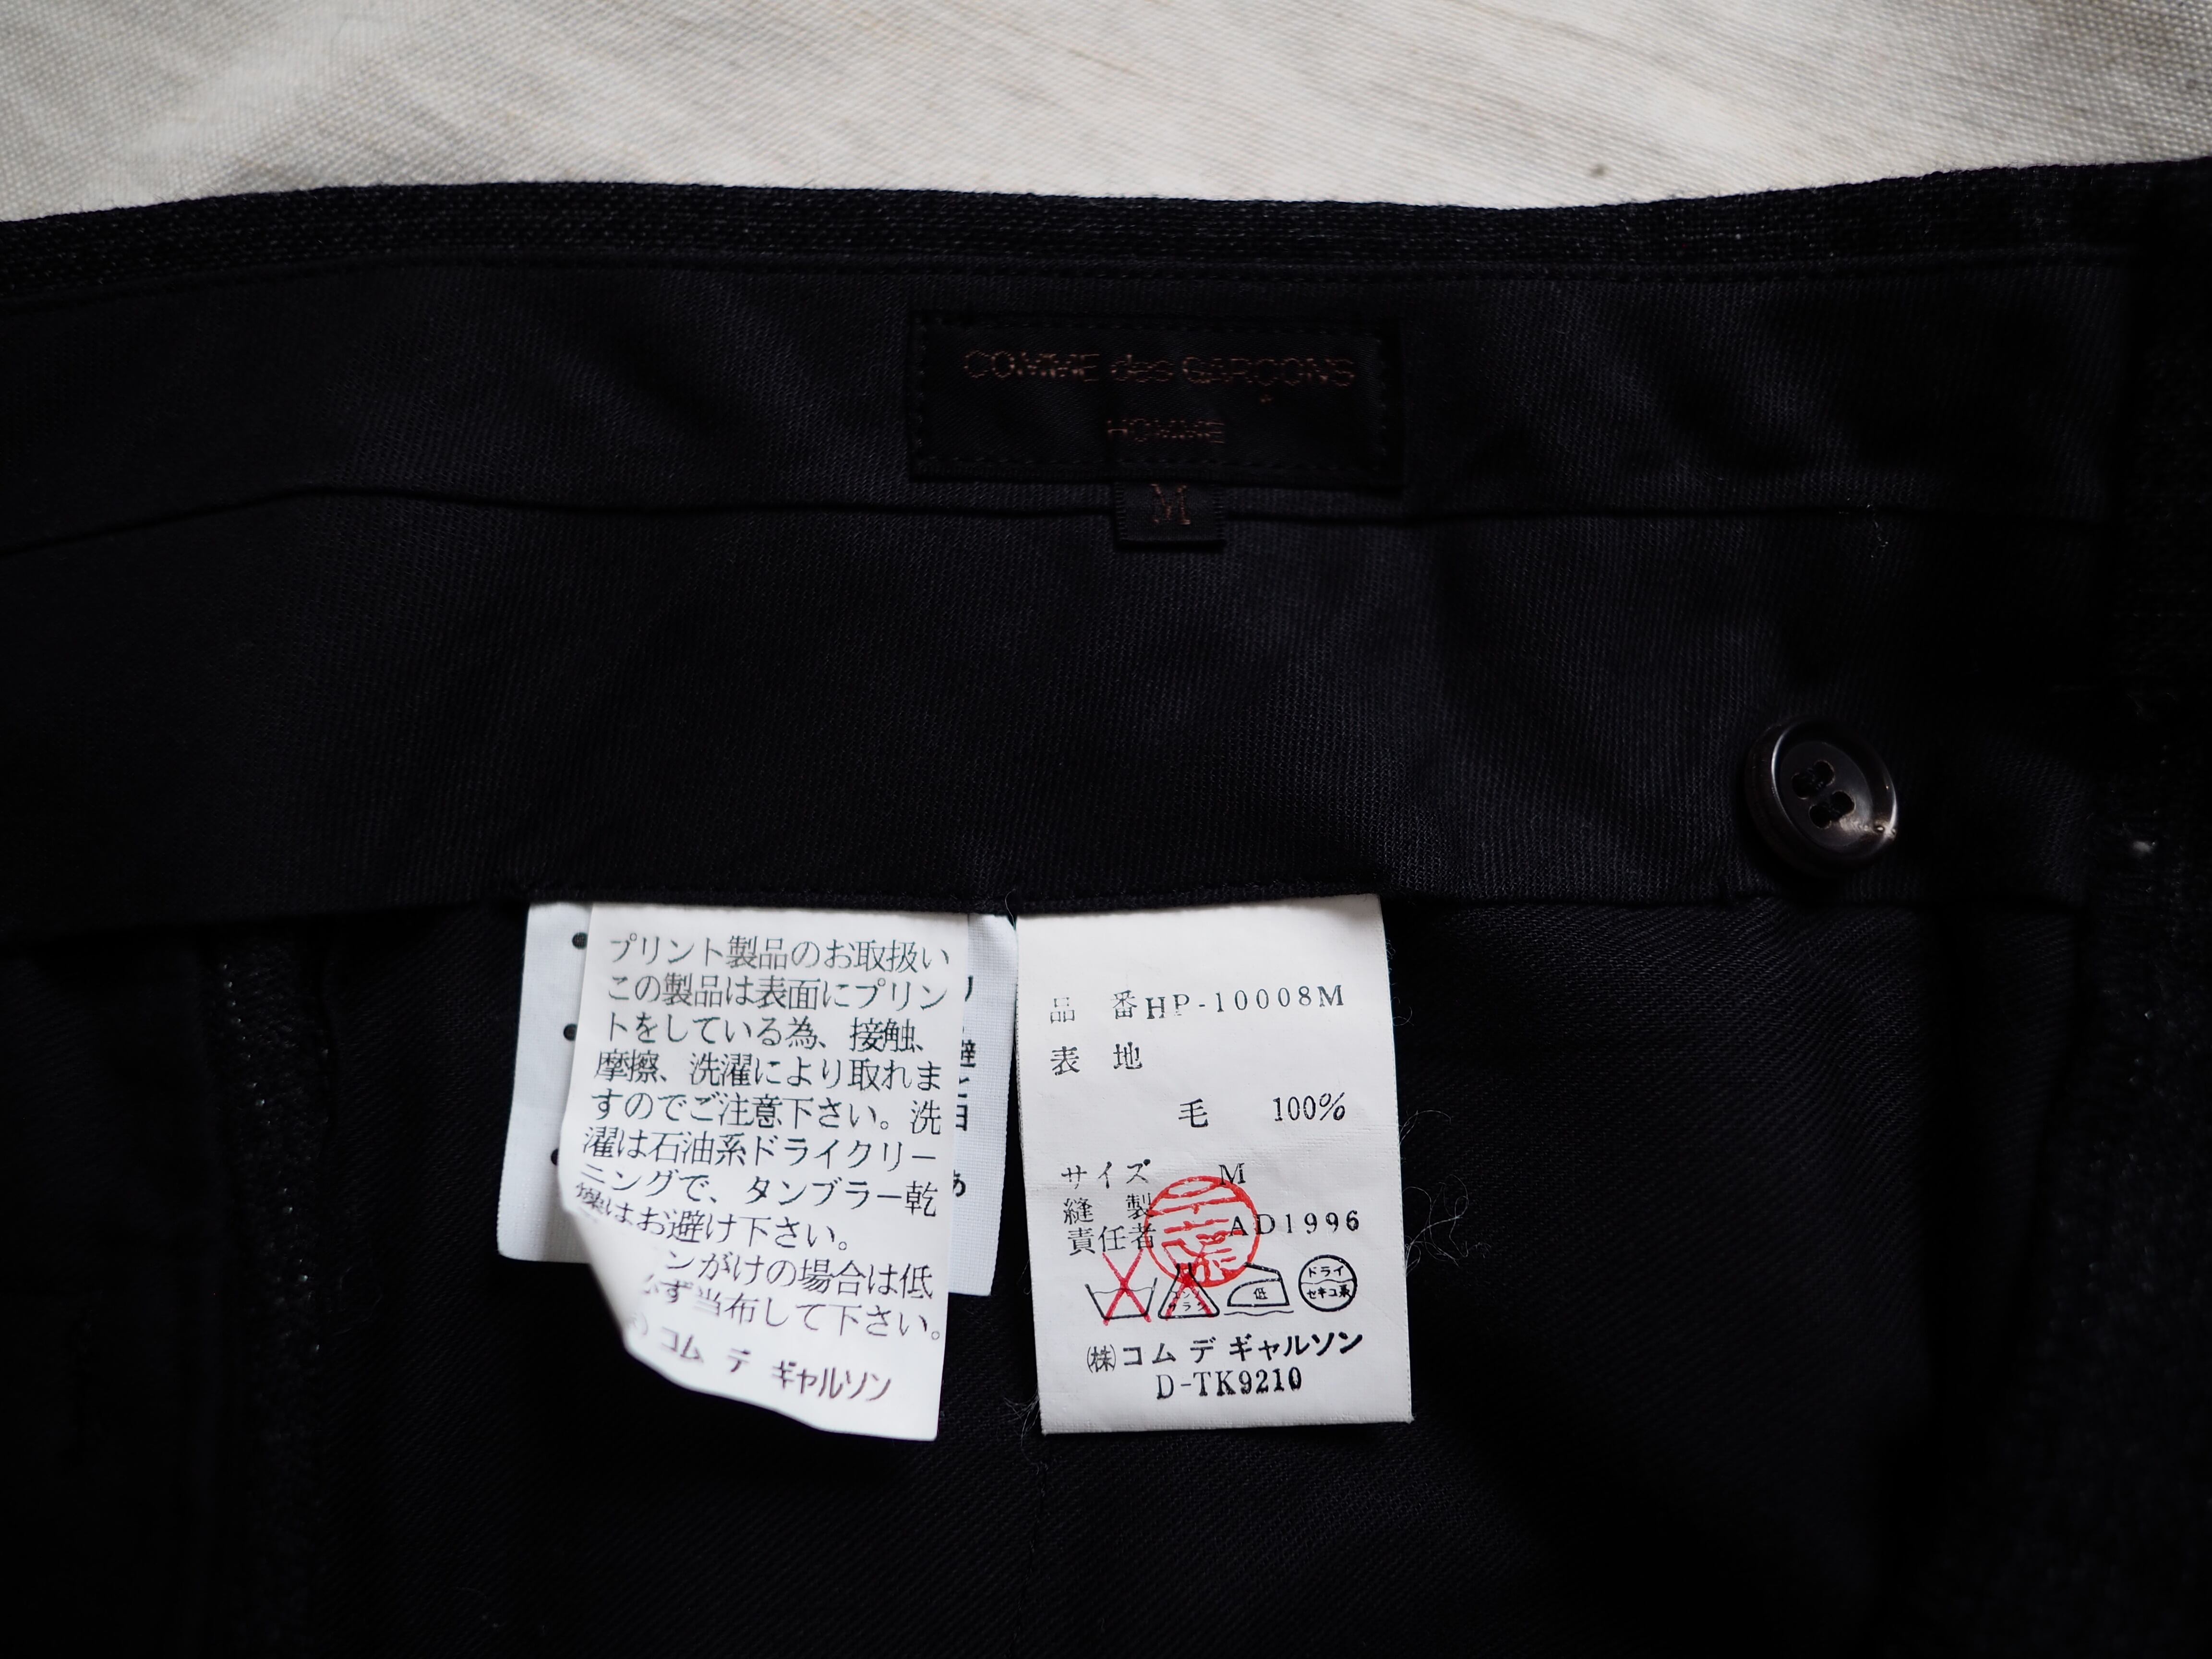 COMME des GARÇONS
HOMME
M
プリント製品のお取扱い
この製品は表面にプリン
トをしている為、接触、
摩擦、洗濯により取れま
すのでご注意下さい。洗
濯は石油系ドライクリー
ニングで、タンブラー乾
燥はお避け下さい。
ンがけの場合は低
ず当布して下さい。
コム デ ギャルソン
避
あ
品 番 HP-10008M
表 地
毛 100%
サイズ M
縫 製
責任者 AD1996
低
ドライ
セキユ系
㈱コム デ ギャルソン
D-TK9210